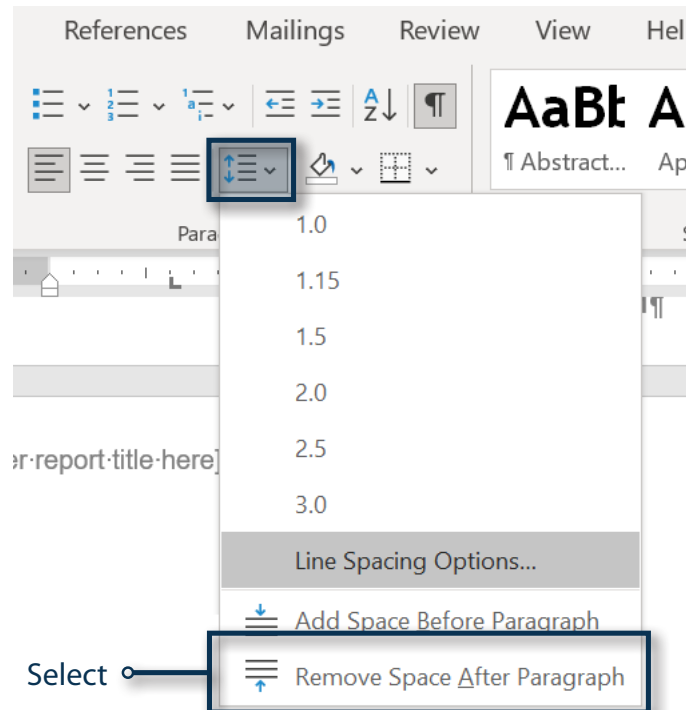 References Mailings Review View Hel
AaBb A
¶ Abstract... Ap
Para
1.0
1.15
1.5
2.0
2.5
3.0
er·report·title·here]
Line Spacing Options...
Add Space Before Paragraph
Select
Remove Space After Paragraph